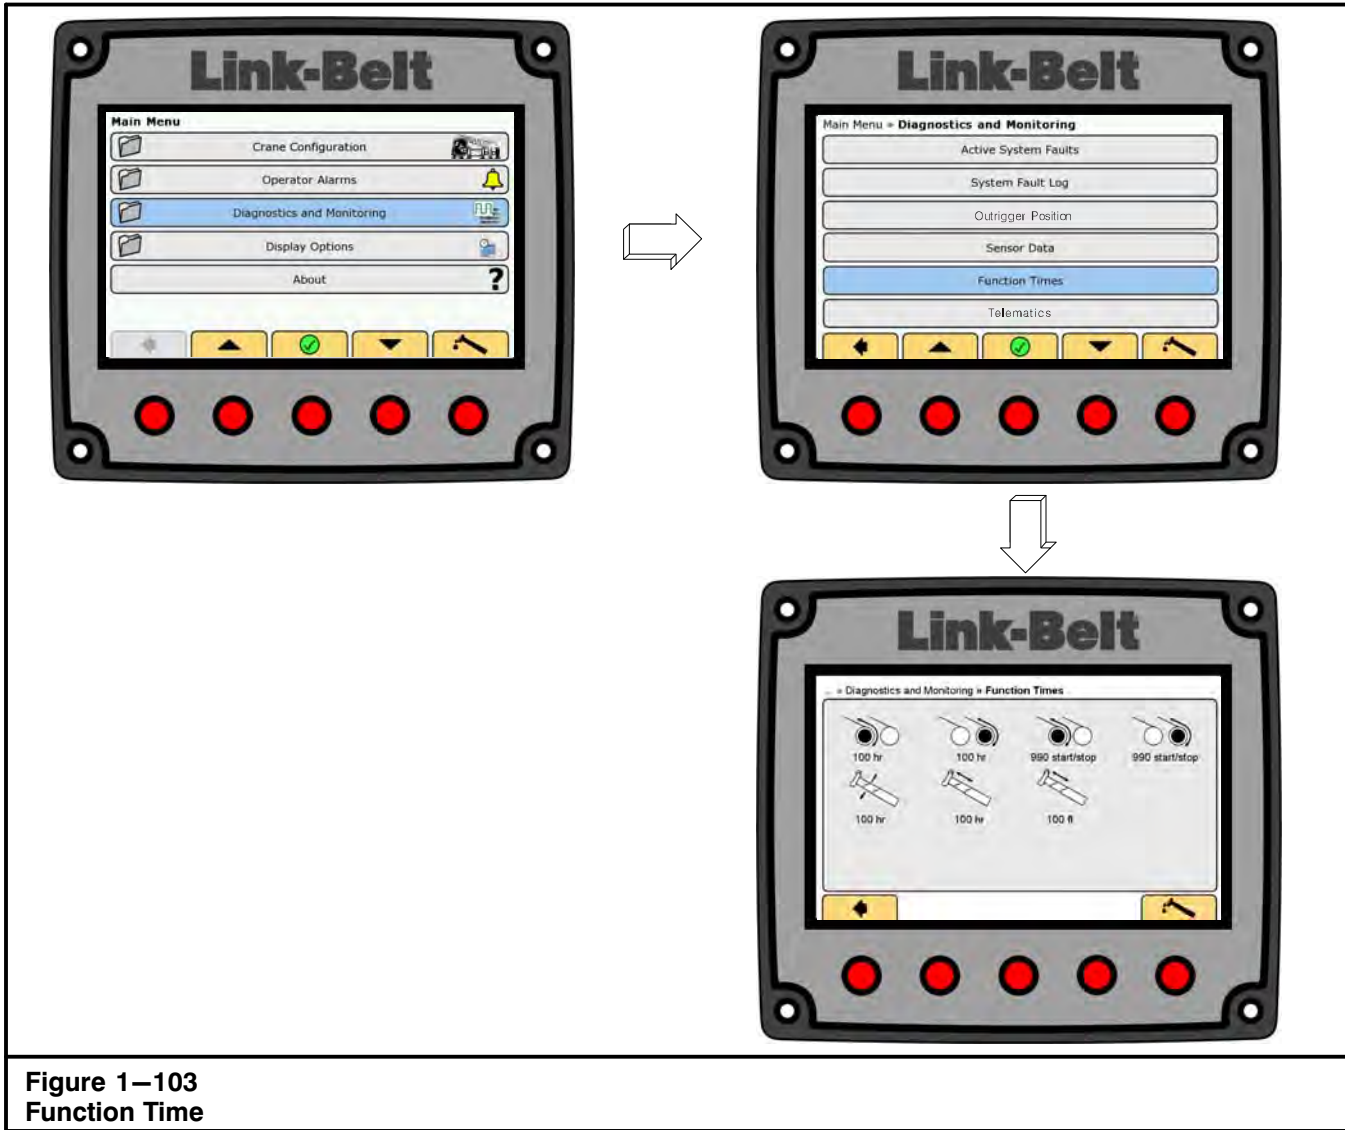 Link-Belt
Main Menu
Crane Configuration
Operator Alarms
Diagnostics and Monitoring
Display Options
About
?
Link-Belt
Main Menu » Diagnostics and Monitoring
Active System Faults
System Fault Log
Outrigger Position
Sensor Data
Function Times
Telematics
Link-Belt
... » Diagnostics and Monitoring » Function Times
100 hr 100 hr 990 start/stop 990 start/stop
100 hr 100 hr 100 ft
Figure 1–103
Function Time